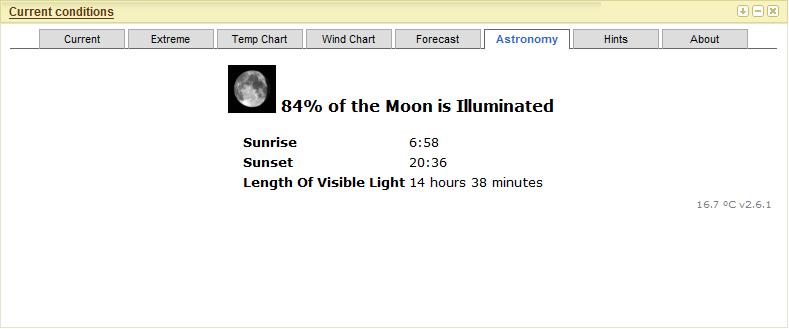 Current conditions
Current Extreme Temp Chart Wind Chart Forecast Astronomy Hints About
84% of the Moon is Illuminated
Sunrise 6:58
Sunset 20:36
Length Of Visible Light 14 hours 38 minutes
16.7 ºC v2.6.1